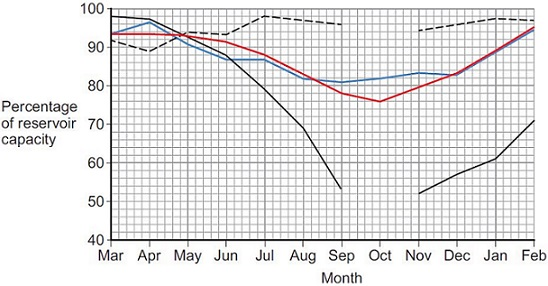 100
90
80
70
60
50
40
Percentage
of reservoir
capacity
Mar Apr May Jun Jul Aug Sep Oct Nov Dec Jan Feb
Month